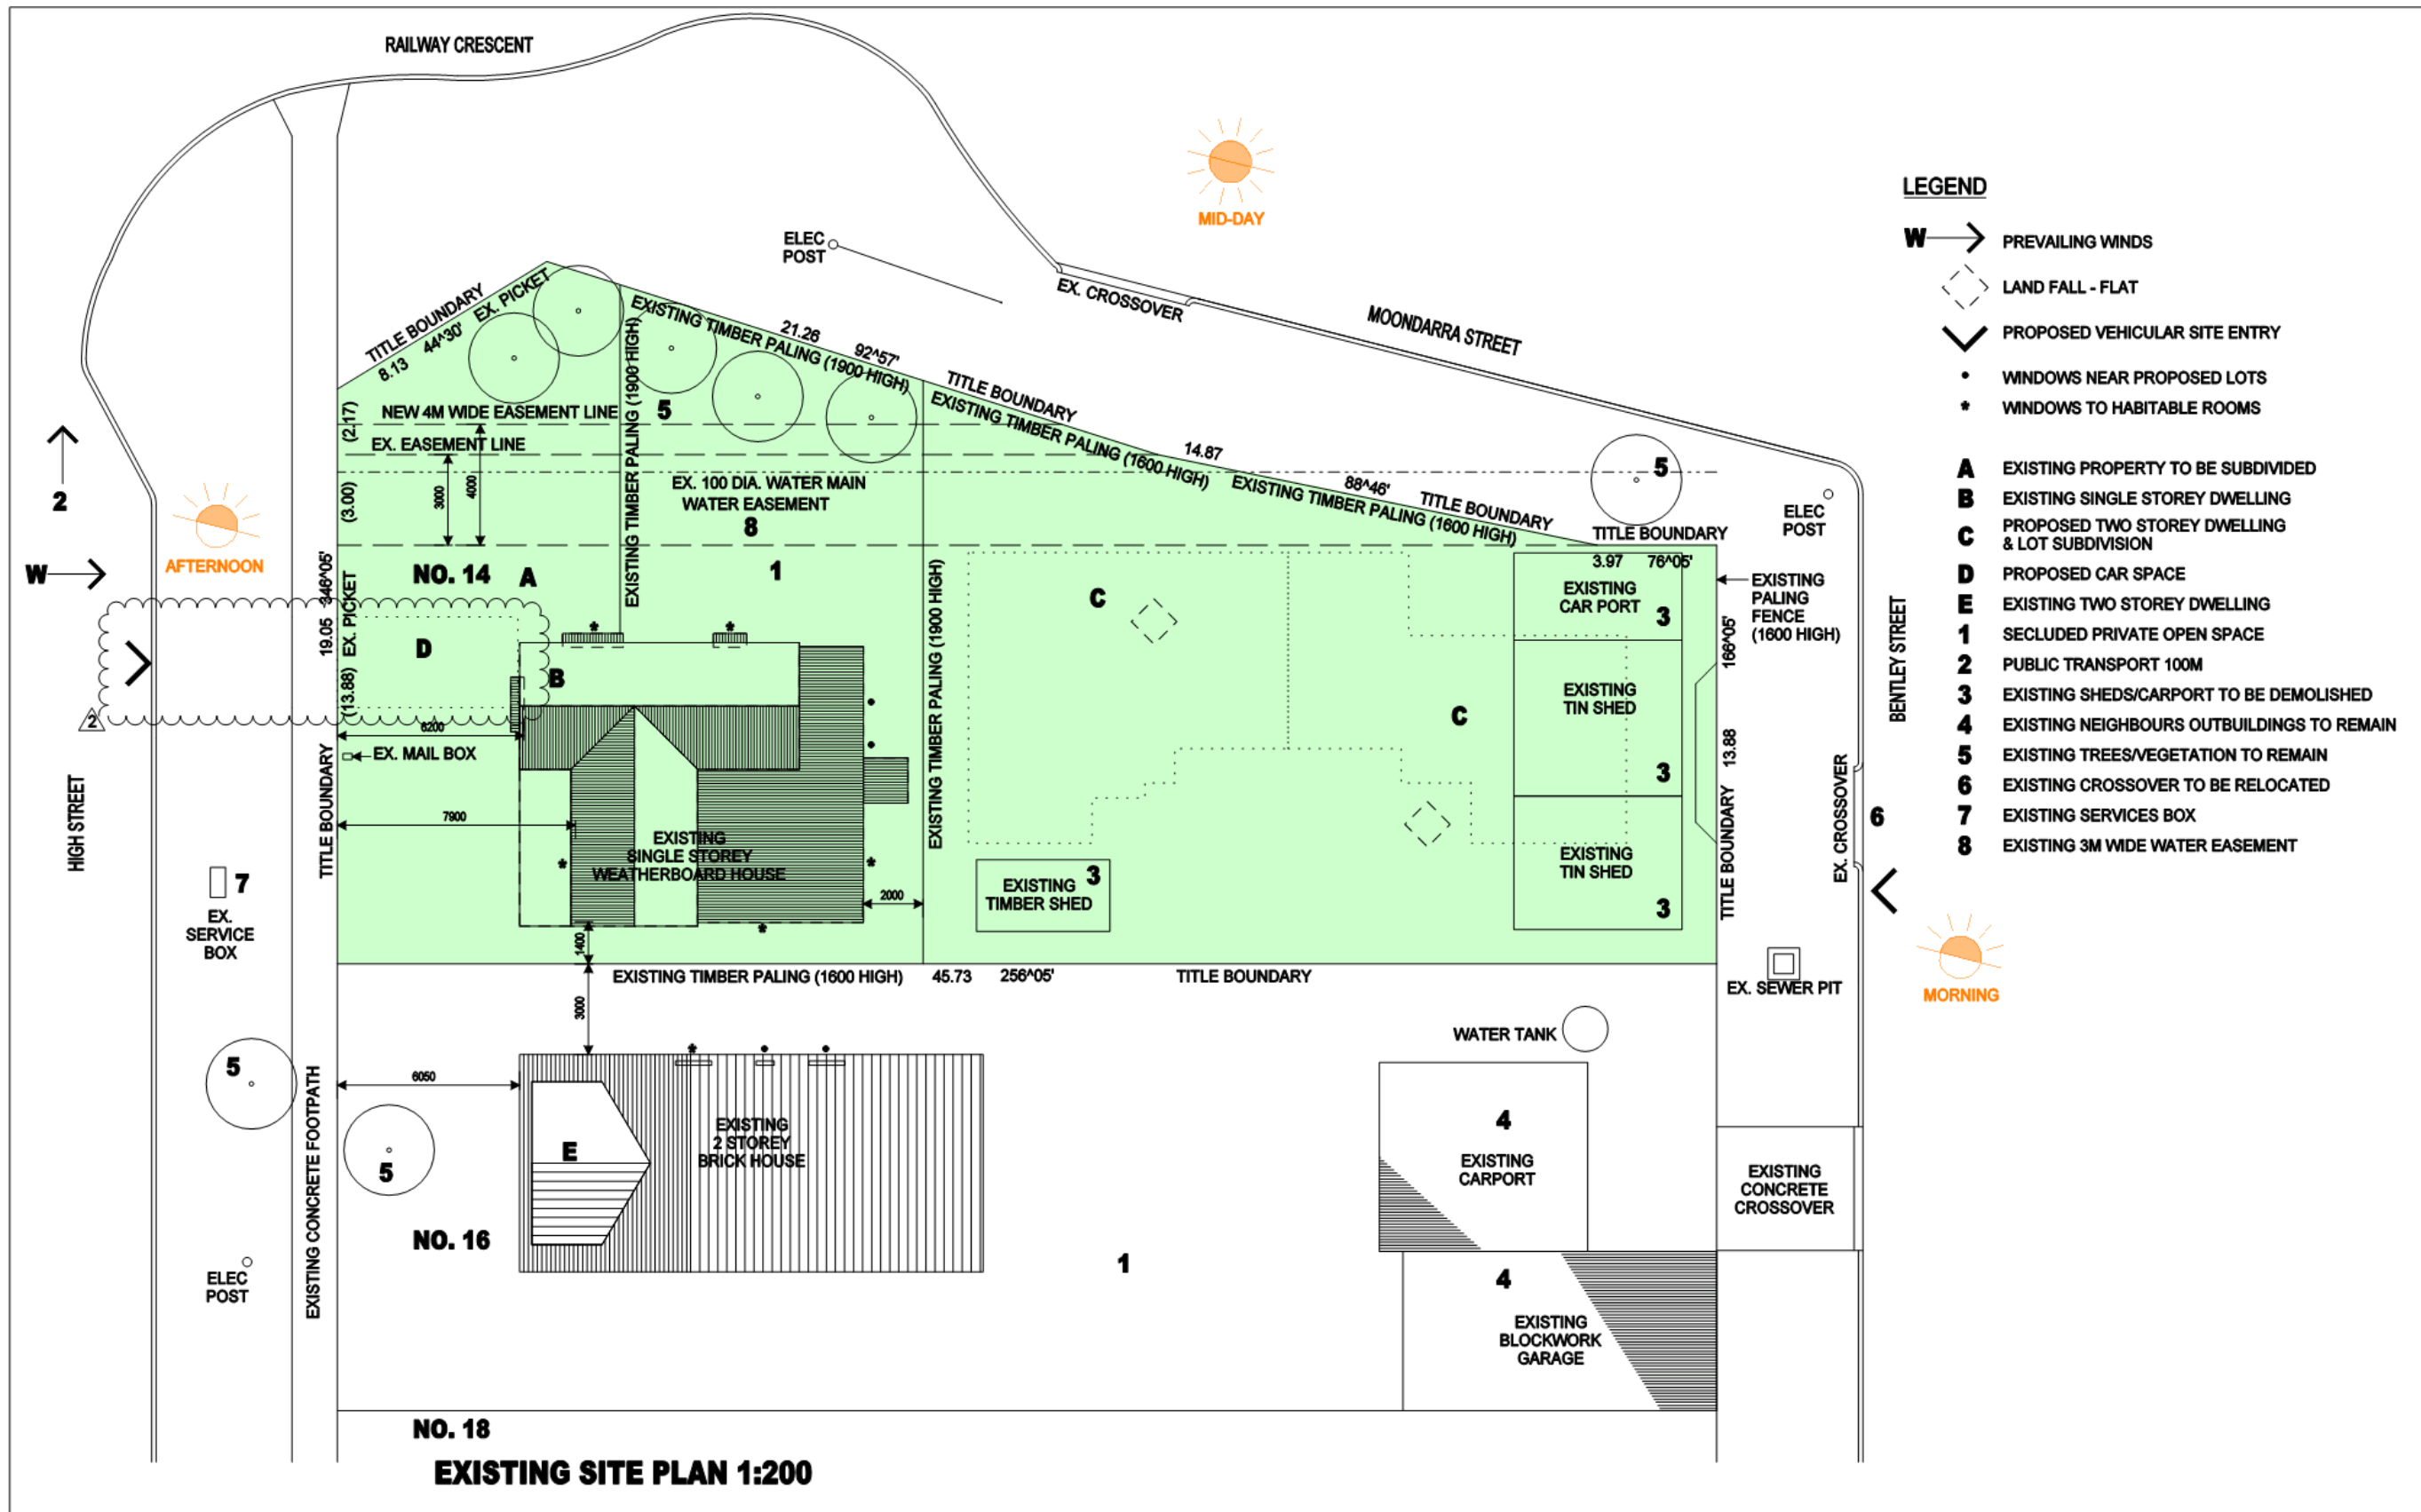 RAILWAY CRESCENT
MID-DAY
ELEC
POST
EX. CROSSOVER
MOONDARRA STREET
TITLE BOUNDARY
EX. PICKET
8.13
44^30'
EXISTING TIMBER PALING (1900 HIGH)
21.26
92^57'
TITLE BOUNDARY
EXISTING TIMBER PALING (1600 HIGH)
14.87
88^46'
TITLE BOUNDARY
EXISTING TIMBER PALING (1600 HIGH)
TITLE BOUNDARY
3.97
76^05'
5
ELEC
POST
NEW 4M WIDE EASEMENT LINE
5
EX. EASEMENT LINE
(2.17)
(3.00)
3000
4000
EXISTING TIMBER PALING (1900 HIGH)
EX. 100 DIA. WATER MAIN
WATER EASEMENT
8
2
AFTERNOON
W
19.05
346^05'
EX. PICKET
(13.88)
NO. 14
A
1
D
B
2
6200
EX. MAIL BOX
TITLE BOUNDARY
HIGH STREET
7900
EXISTING
SINGLE STOREY
WEATHERBOARD HOUSE
2000
1400
EXISTING TIMBER PALING (1900 HIGH)
C
C
EXISTING
CAR PORT
3
EXISTING
TIN SHED
3
EXISTING
TIN SHED
3
EXISTING
TIMBER SHED
3
EXISTING
PALING
FENCE
(1600 HIGH)
166^05'
13.88
TITLE BOUNDARY
BENTLEY STREET
EX. CROSSOVER
6
MORNING
EX. SEWER PIT
7
EX.
SERVICE
BOX
EXISTING TIMBER PALING (1600 HIGH)
45.73
256^05'
TITLE BOUNDARY
3000
WATER TANK
5
6050
5
EXISTING CONCRETE FOOTPATH
ELEC
POST
E
EXISTING
2 STOREY
BRICK HOUSE
NO. 16
1
4
EXISTING
CARPORT
4
EXISTING
BLOCKWORK
GARAGE
EXISTING
CONCRETE
CROSSOVER
NO. 18
EXISTING SITE PLAN 1:200
LEGEND
W PREVAILING WINDS
LAND FALL - FLAT
PROPOSED VEHICULAR SITE ENTRY
• WINDOWS NEAR PROPOSED LOTS
* WINDOWS TO HABITABLE ROOMS
A EXISTING PROPERTY TO BE SUBDIVIDED
B EXISTING SINGLE STOREY DWELLING
C PROPOSED TWO STOREY DWELLING
& LOT SUBDIVISION
D PROPOSED CAR SPACE
E EXISTING TWO STOREY DWELLING
1 SECLUDED PRIVATE OPEN SPACE
2 PUBLIC TRANSPORT 100M
3 EXISTING SHEDS/CARPORT TO BE DEMOLISHED
4 EXISTING NEIGHBOURS OUTBUILDINGS TO REMAIN
5 EXISTING TREES/VEGETATION TO REMAIN
6 EXISTING CROSSOVER TO BE RELOCATED
7 EXISTING SERVICES BOX
8 EXISTING 3M WIDE WATER EASEMENT